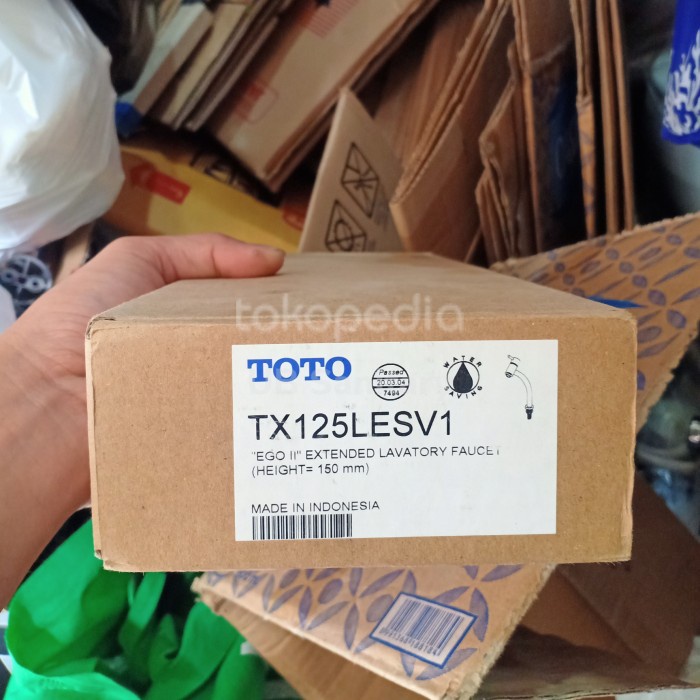 tokopedia
TOTO
Passed
20.03.04
7494
WATER
SAVING
TX125LESV1
"EGO II" EXTENDED LAVATORY FAUCET
(HEIGHT= 150 mm)
MADE IN INDONESIA